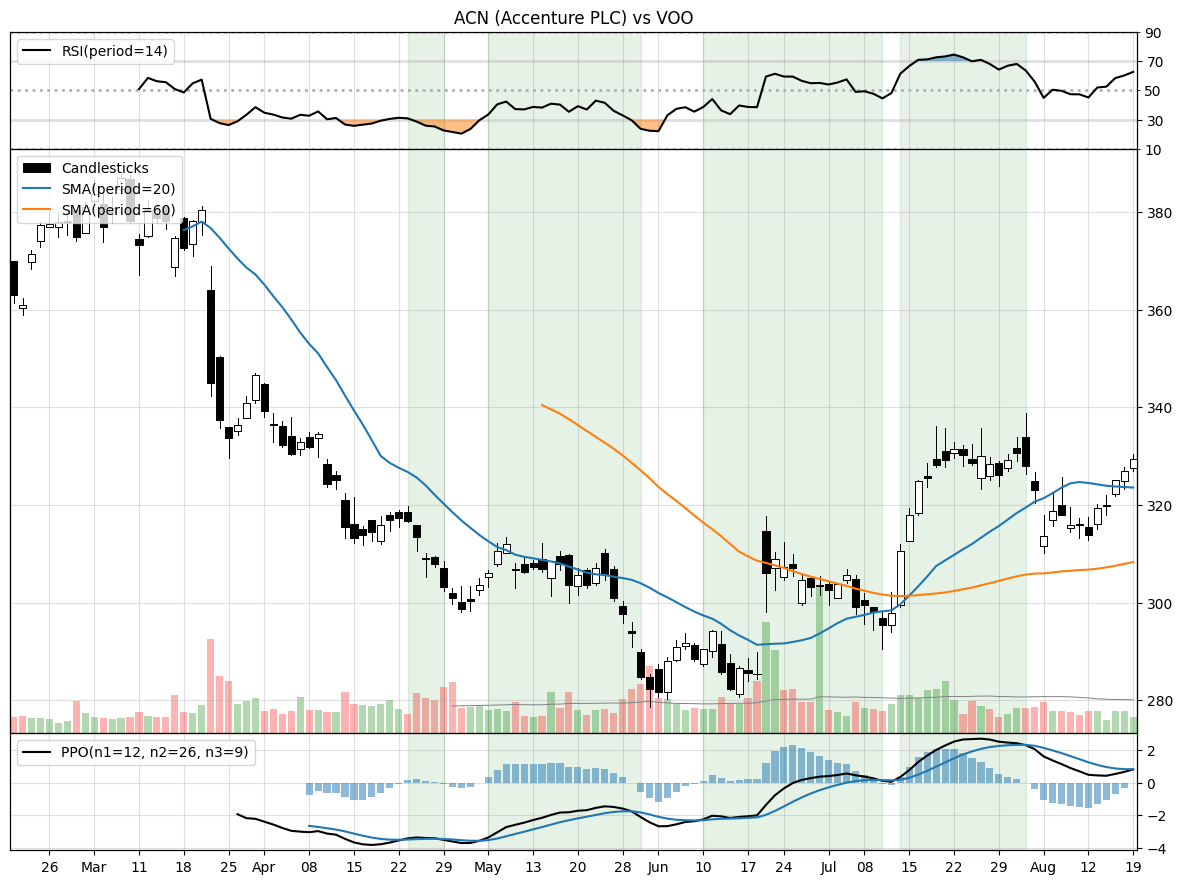 ACN (Accenture PLC) vs VOO
RSI(period=14)
90
70
50
30
10
Candlesticks
SMA(period=20)
SMA(period=60)
380
360
340
320
300
280
PPO(n1=12, n2=26, n3=9)
2
0
−2
−4
26 Mar 11 18 25 Apr 08 15 22 29 May 13 20 28 Jun 10 17 24 Jul 08 15 22 29 Aug 12 19